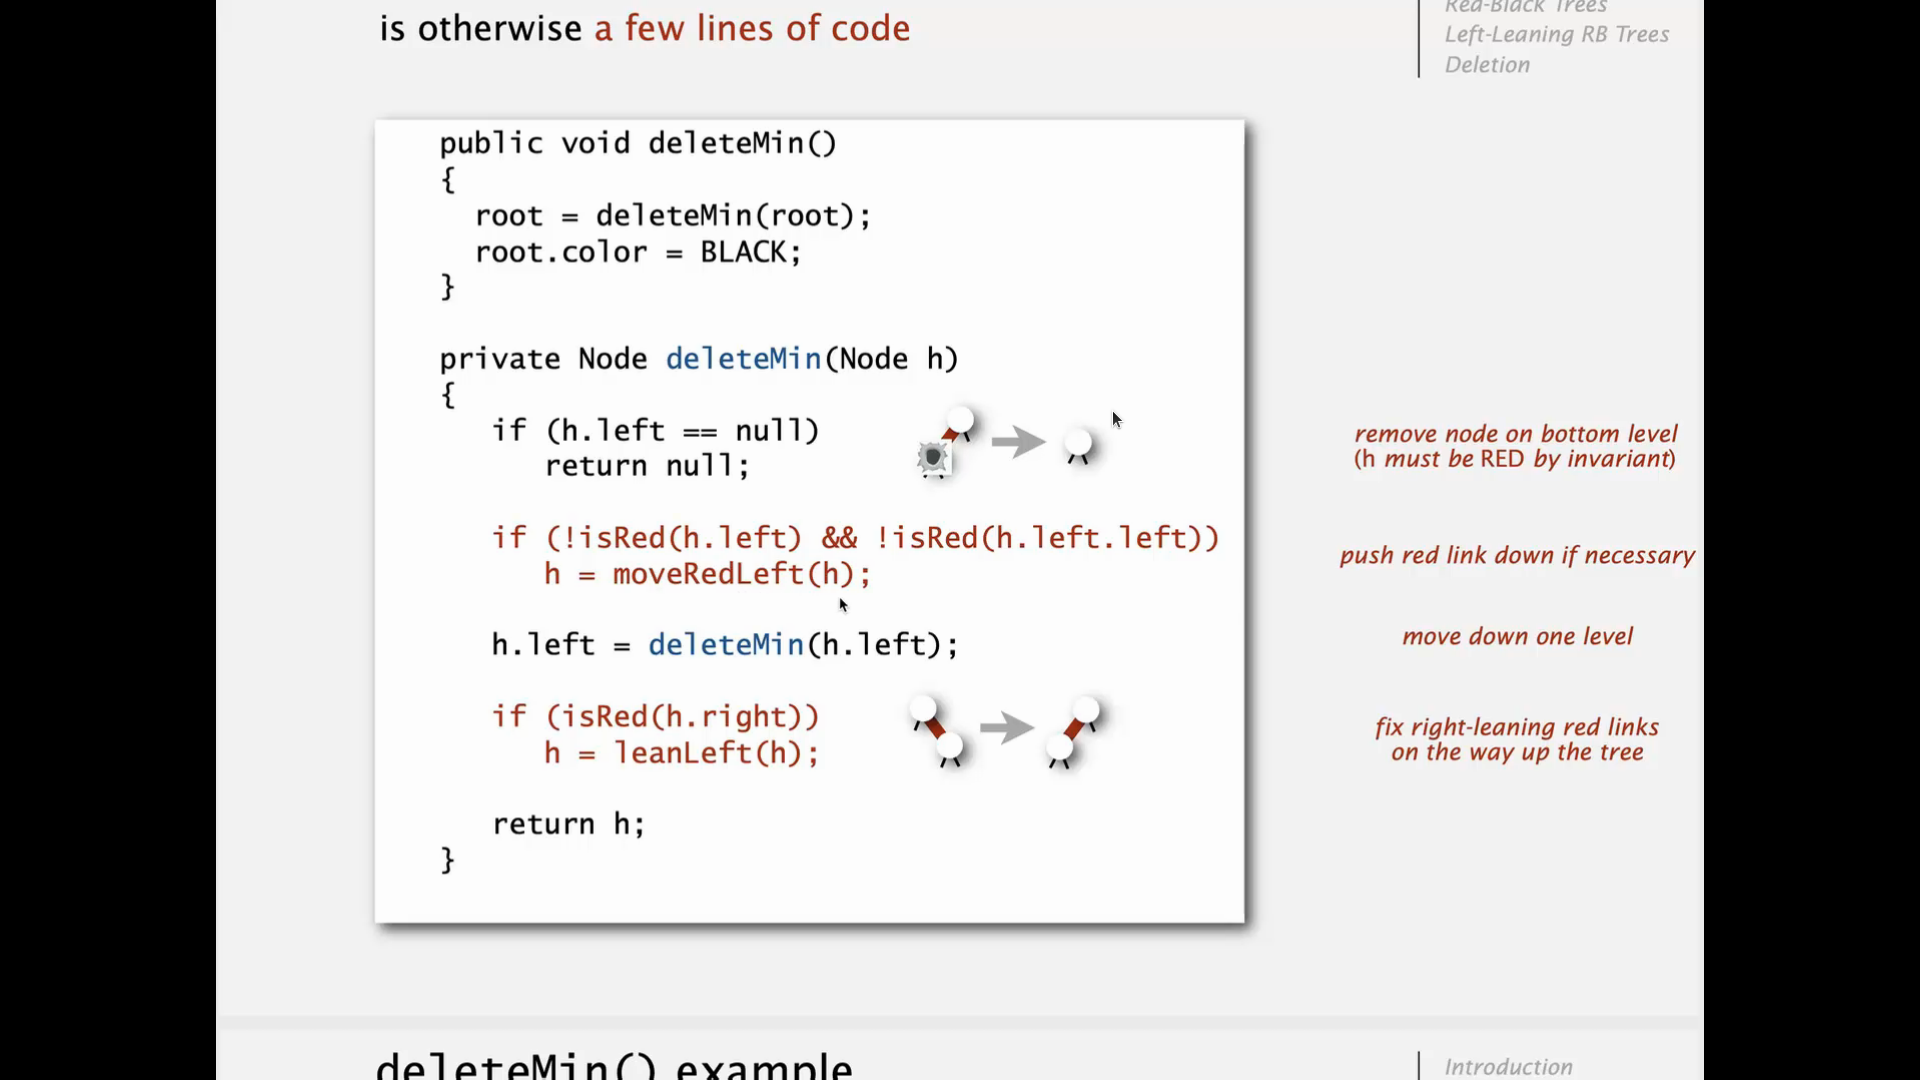 is otherwise a few lines of code
Red-Black Trees
Left-Leaning RB Trees
Deletion
public void deleteMin()
{
root = deleteMin(root);
root.color = BLACK;
}
private Node deleteMin(Node h)
{
if (h.left == null)
return null;
remove node on bottom level
(h must be RED by invariant)
if (!isRed(h.left) && !isRed(h.left.left))
h = moveRedLeft(h);
push red link down if necessary
h.left = deleteMin(h.left);
move down one level
if (isRed(h.right))
h = leanLeft(h);
fix right-leaning red links
on the way up the tree
return h;
}
deleteMin() example
Introduction